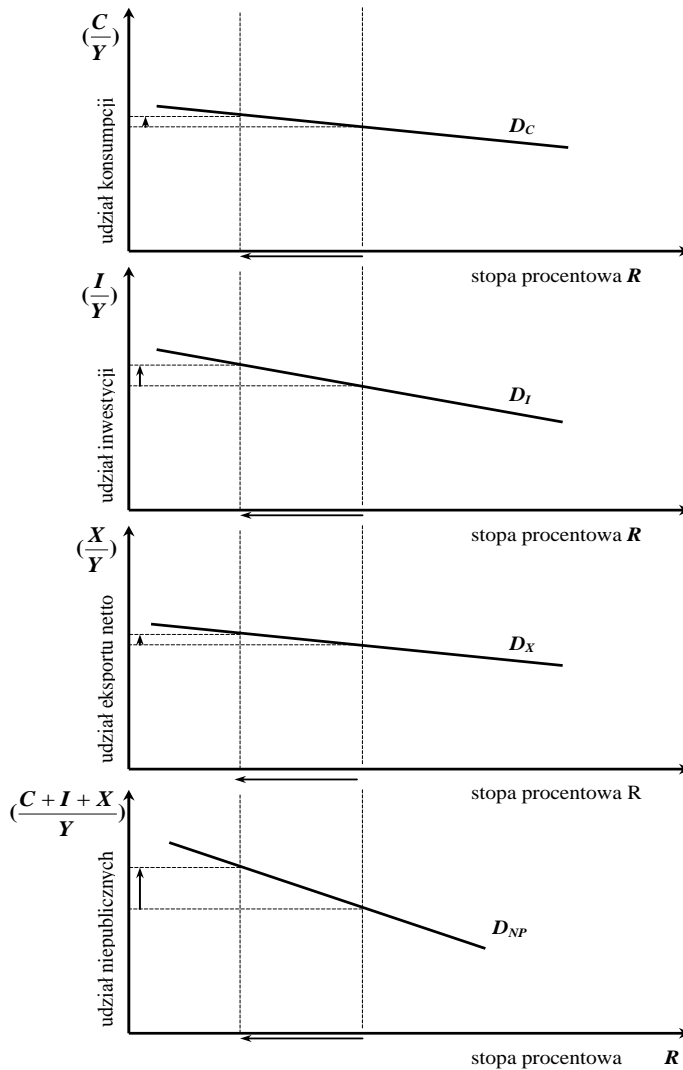 (C/Y)
udział konsumpcji
D_C
stopa procentowa R
(I/Y)
udział inwestycji
D_I
stopa procentowa R
(X/Y)
udział eksportu netto
D_X
stopa procentowa R
(C + I + X/Y)
udział niepublicznych
D_NP
stopa procentowa R